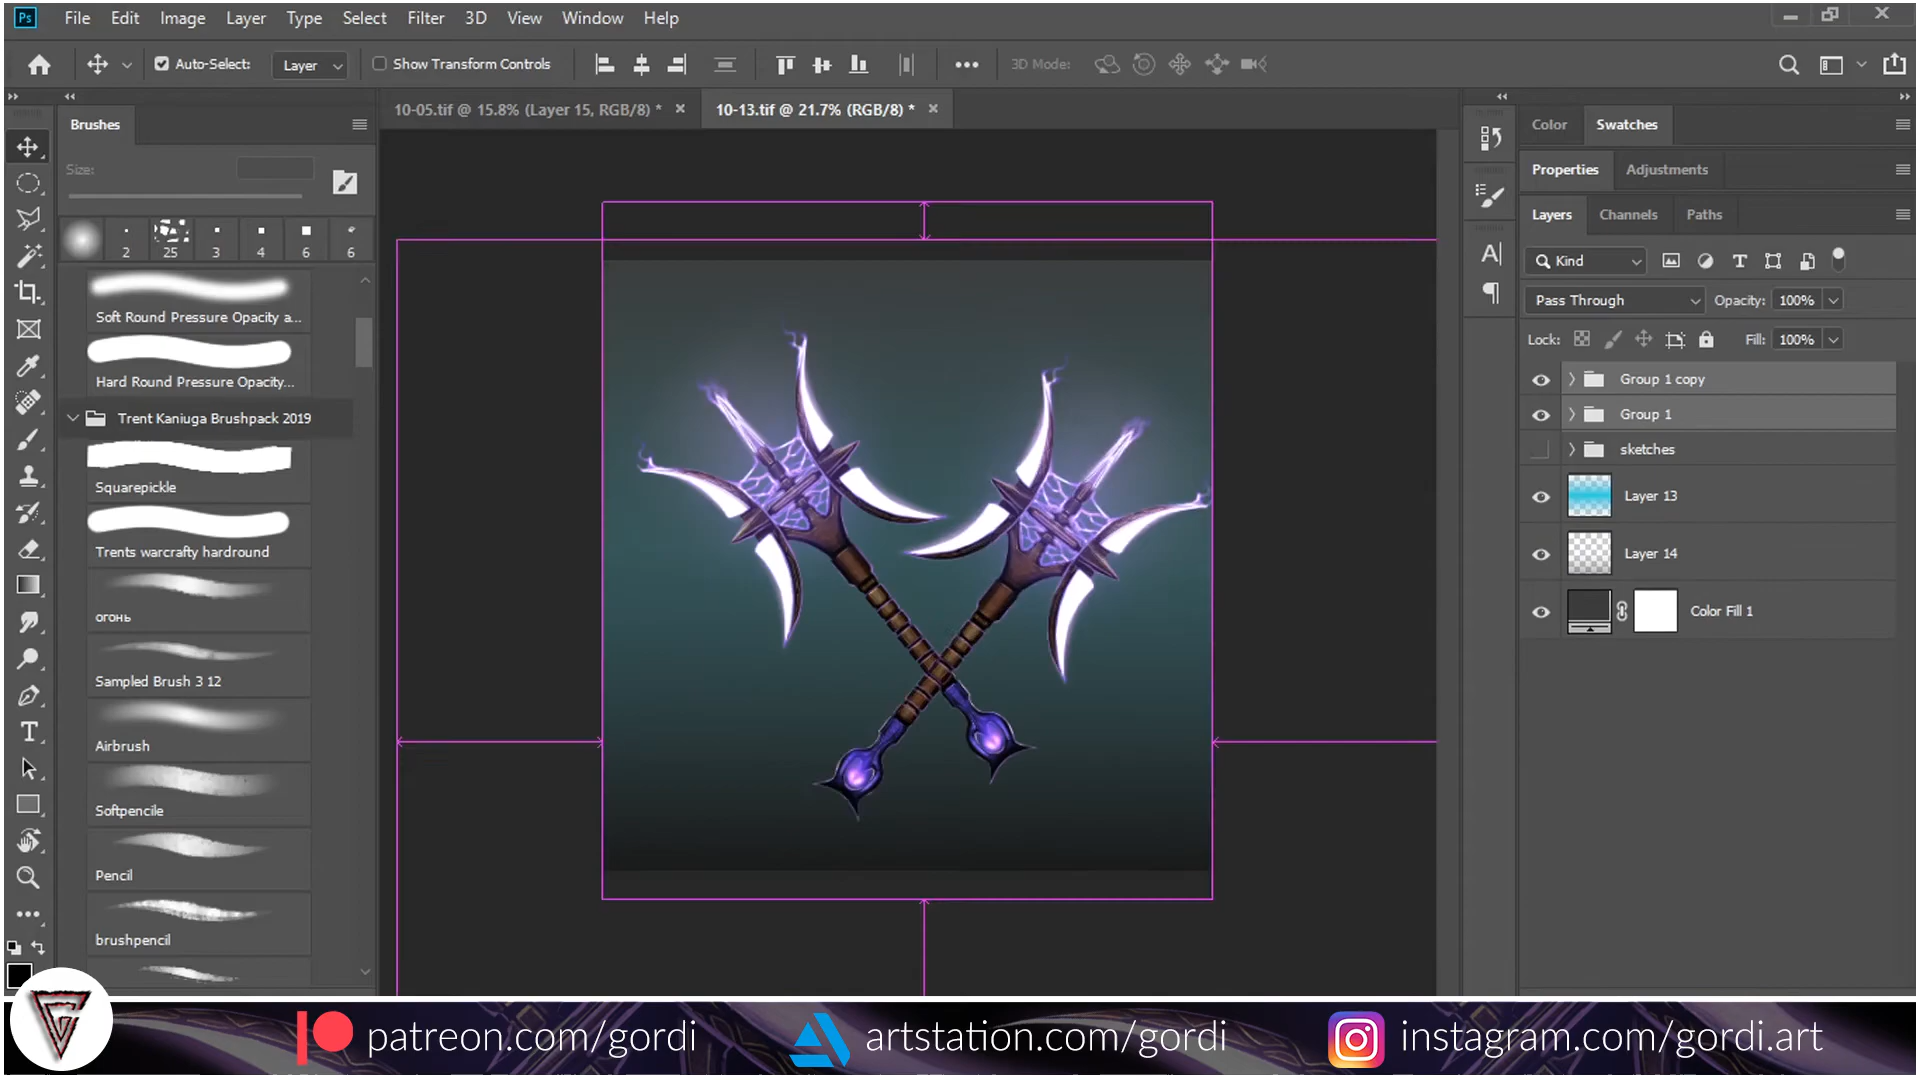 Ps File Edit Image Layer Type Select Filter 3D View Window Help
Auto-Select: Layer Show Transform Controls 3D Mode:
10-05.tif @ 15.8% (Layer 15, RGB/8) *
10-13.tif @ 21.7% (RGB/8) *
Brushes
Size:
2 25 3 4 6 6
Soft Round Pressure Opacity a...
Hard Round Pressure Opacity...
Trent Kaniuga Brushpack 2019
Squarepickle
Trents warcrafty hardround
огонь
Sampled Brush 3 12
Airbrush
Softpencile
Pencil
brushpencil
Color Swatches
Properties Adjustments
Layers Channels Paths
Kind
Pass Through Opacity: 100%
Lock: Fill: 100%
Group 1 copy
Group 1
sketches
Layer 13
Layer 14
Color Fill 1
patreon.com/gordi
artstation.com/gordi
instagram.com/gordi.art